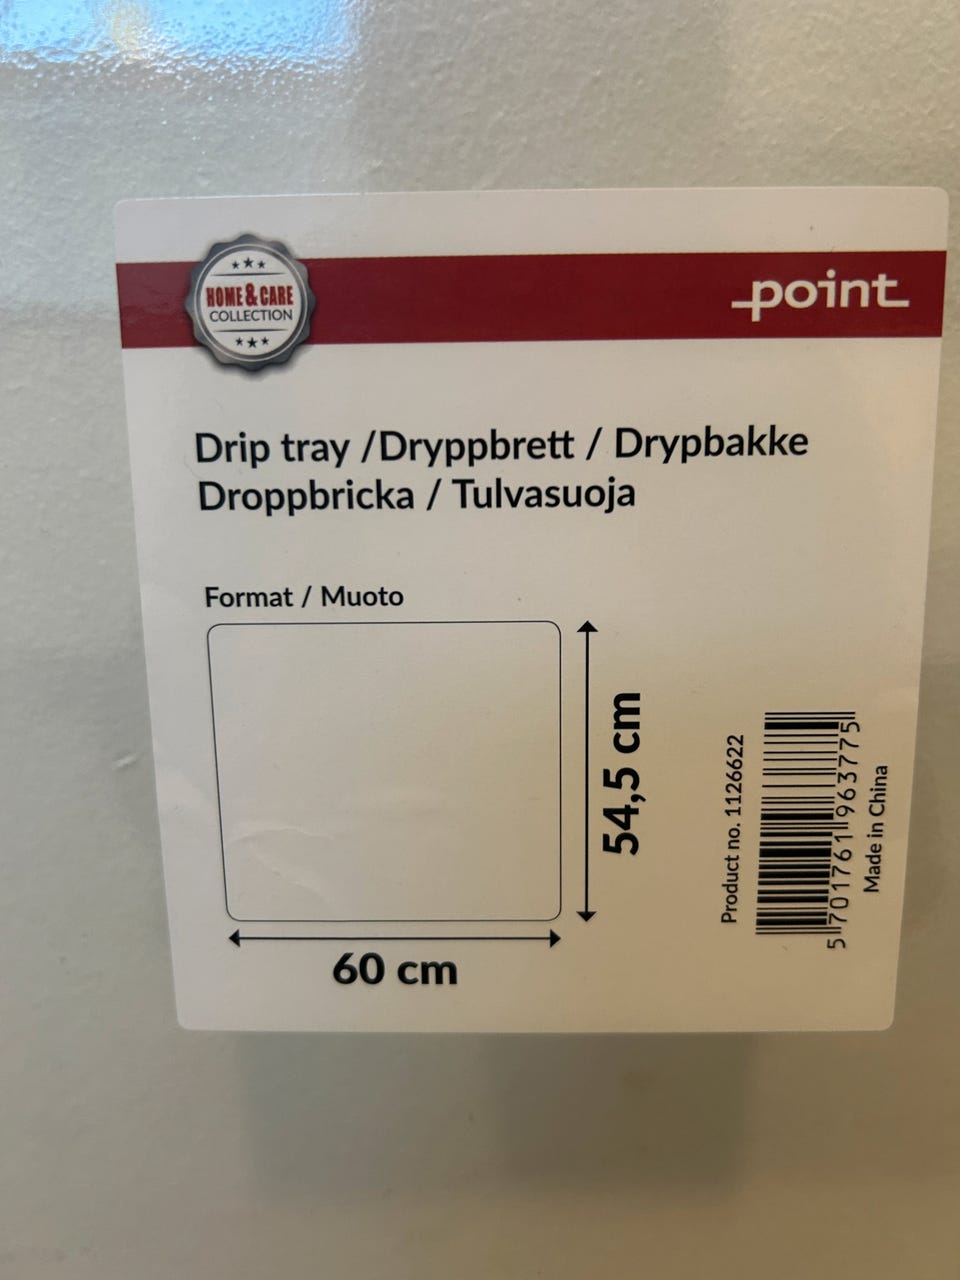 HOME & CARE
COLLECTION
point
Drip tray /Dryppbrett / Drypbakke
Droppbricka / Tulvasuoja
Format / Muoto
54,5 cm
60 cm
Product no. 1126622
5 701761 963775
Made in China